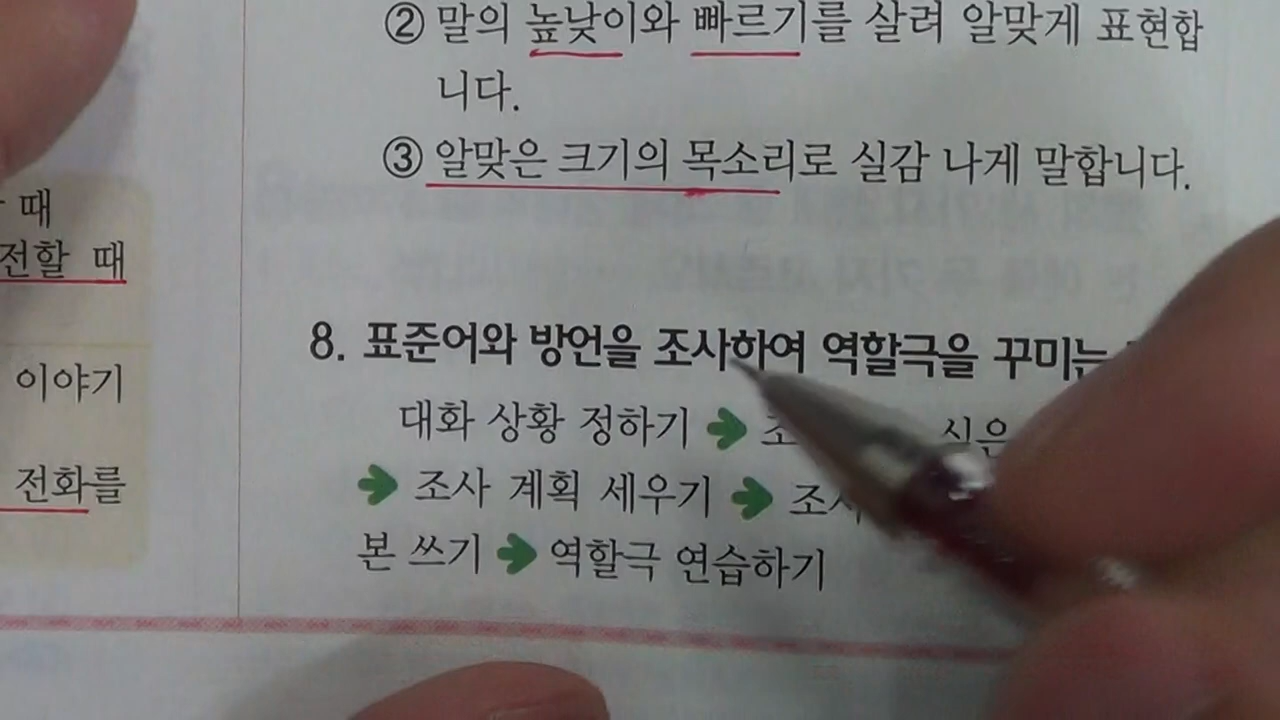 ② 말의 높낮이와 빠르기를 살려 알맞게 표현합
니다.
③ 알맞은 크기의 목소리로 실감 나게 말합니다.
때
전할 때
이야기
전화를
8. 표준어와 방언을 조사하여 역할극을 꾸미는
대화 상황 정하기 ➔
➔ 조사 계획 세우기 ➔ 조사
본 쓰기 ➔ 역할극 연습하기